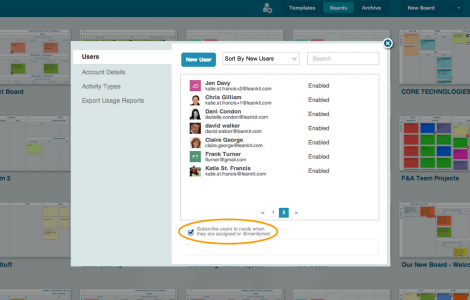 Templates Boards Archive New Board
Users
Account Details
Activity Types
Export Usage Reports
New User Sort By New Users Search
JD Jen Davy Enabled
katie.st.francis+2@leankit.com
Chris Gilliam Enabled
katie.st.francis+1@leankit.com
Dani Condon Enabled
danielle.condon@leankit.com
david walker Enabled
david.walker@leankit.com
Claire George Enabled
claire.george@leankit.com
FT Frank Turner Enabled
fturner@gmail.com
Katie St. Francis Enabled
katie.st.francis@leankit.com
< 1 2 >
Subscribe users to cards when
they are assigned or @mentioned
ct Board
CORE TECHNOLOGIES
m 2
F&A Team Projects
Stuff
Our New Board - Welco